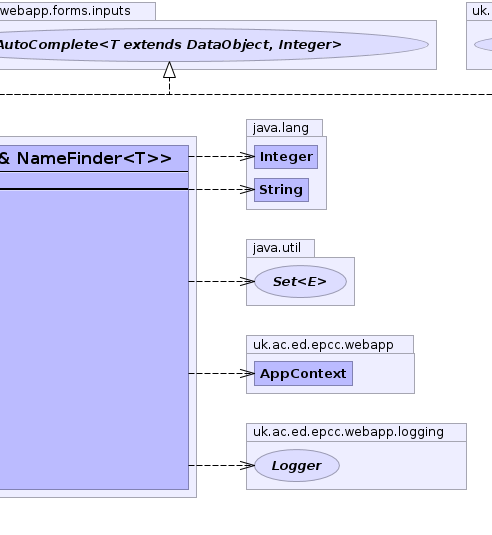 webapp.forms.inputs
uk.
AutoComplete<T extends DataObject, Integer>
java.lang
& NameFinder<T>>
Integer
String
java.util
Set<E>
uk.ac.ed.epcc.webapp
AppContext
uk.ac.ed.epcc.webapp.logging
Logger